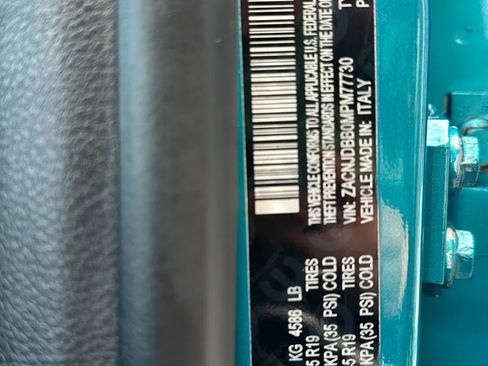 KG 4586 LB
5 R19 TIRES
KPA(35 PSI) COLD
5 R19 TIRES
KPA(35 PSI) COLD
THIS VEHICLE CONFORMS TO ALL APPLICABLE U.S. FEDERAL
THEFT PREVENTION STANDARDS IN EFFECT ON THE DATE OF
VIN: ZACNJDBB0MPM77730
VEHICLE MADE IN: ITALY